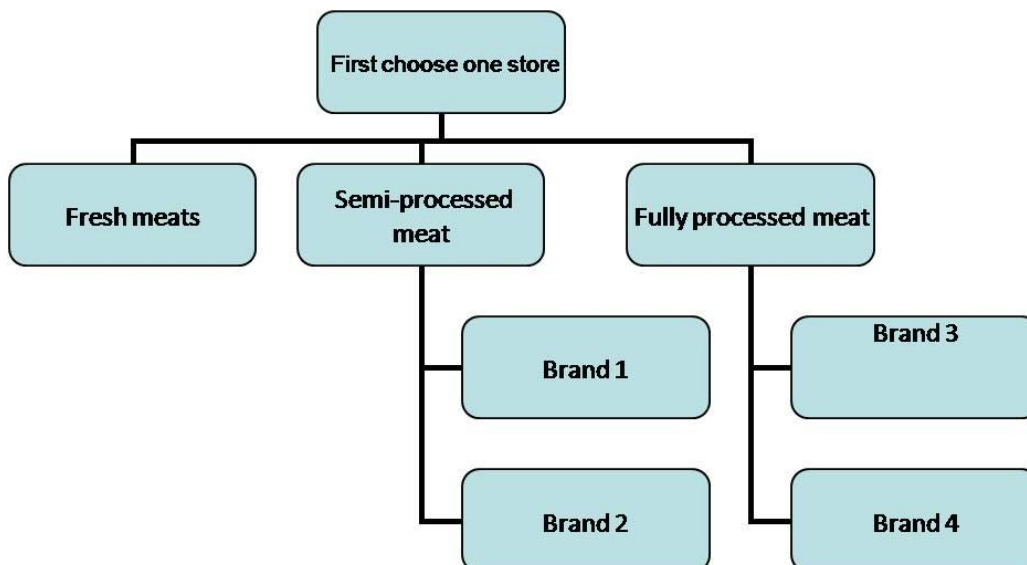 First choose one store
Fresh meats
Semi-processed
meat
Fully processed meat
Brand 1
Brand 3
Brand 2
Brand 4